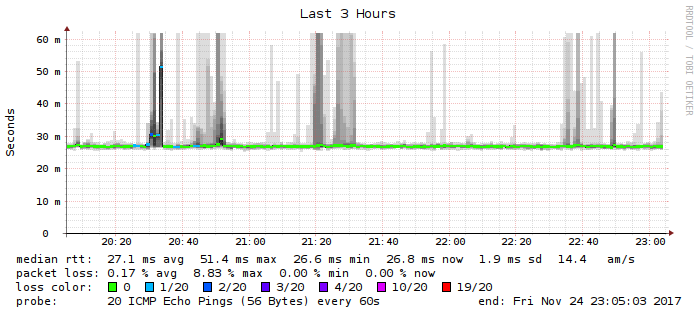 Last 3 Hours
RRDTOOL / TOBI OETIKER
Seconds
60 m
50 m
40 m
30 m
20 m
10 m
0
20:20 20:40 21:00 21:20 21:40 22:00 22:20 22:40 23:00
median rtt: 27.1 ms avg 51.4 ms max 26.6 ms min 26.8 ms now 1.9 ms sd 14.4 am/s
packet loss: 0.17 % avg 8.83 % max 0.00 % min 0.00 % now
loss color: 0 1/20 2/20 3/20 4/20 10/20 19/20
probe: 20 ICMP Echo Pings (56 Bytes) every 60s end: Fri Nov 24 23:05:03 2017